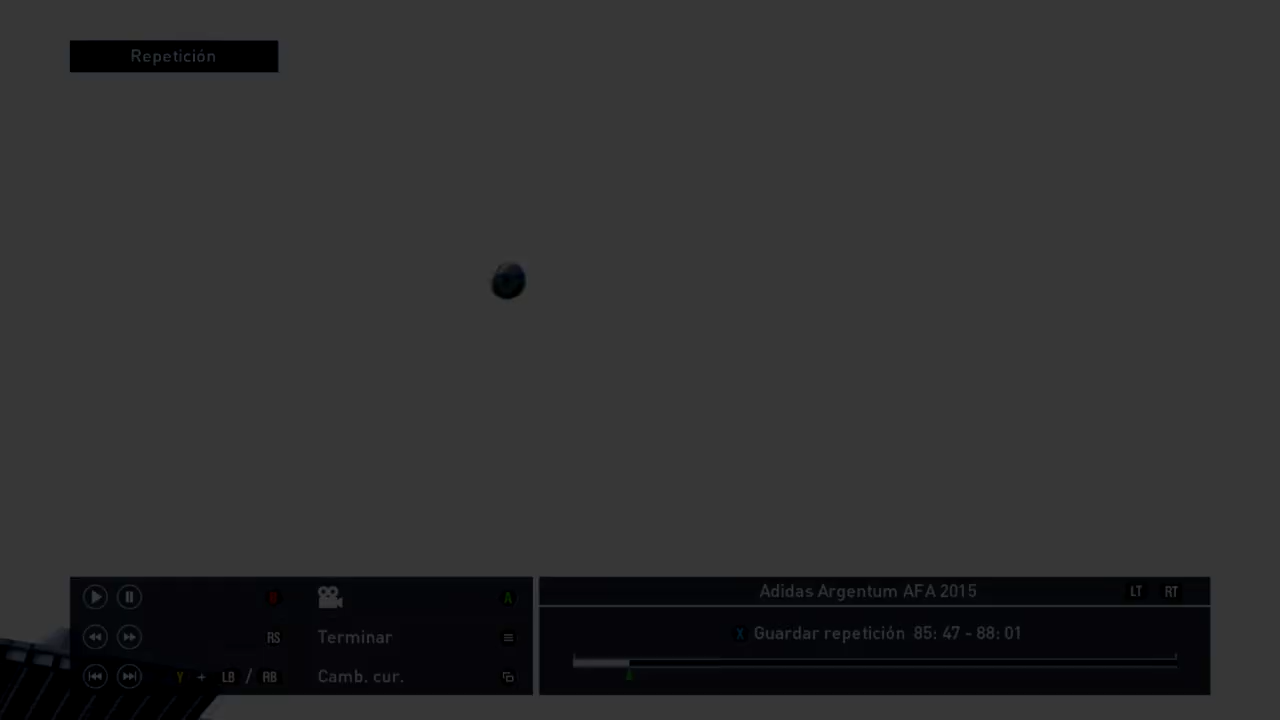 Repetición
Adidas Argentum AFA 2015 LT RT
B A
RS Terminar
X Guardar repetición 85: 47 - 88: 01
Y + LB / RB Camb. cur.